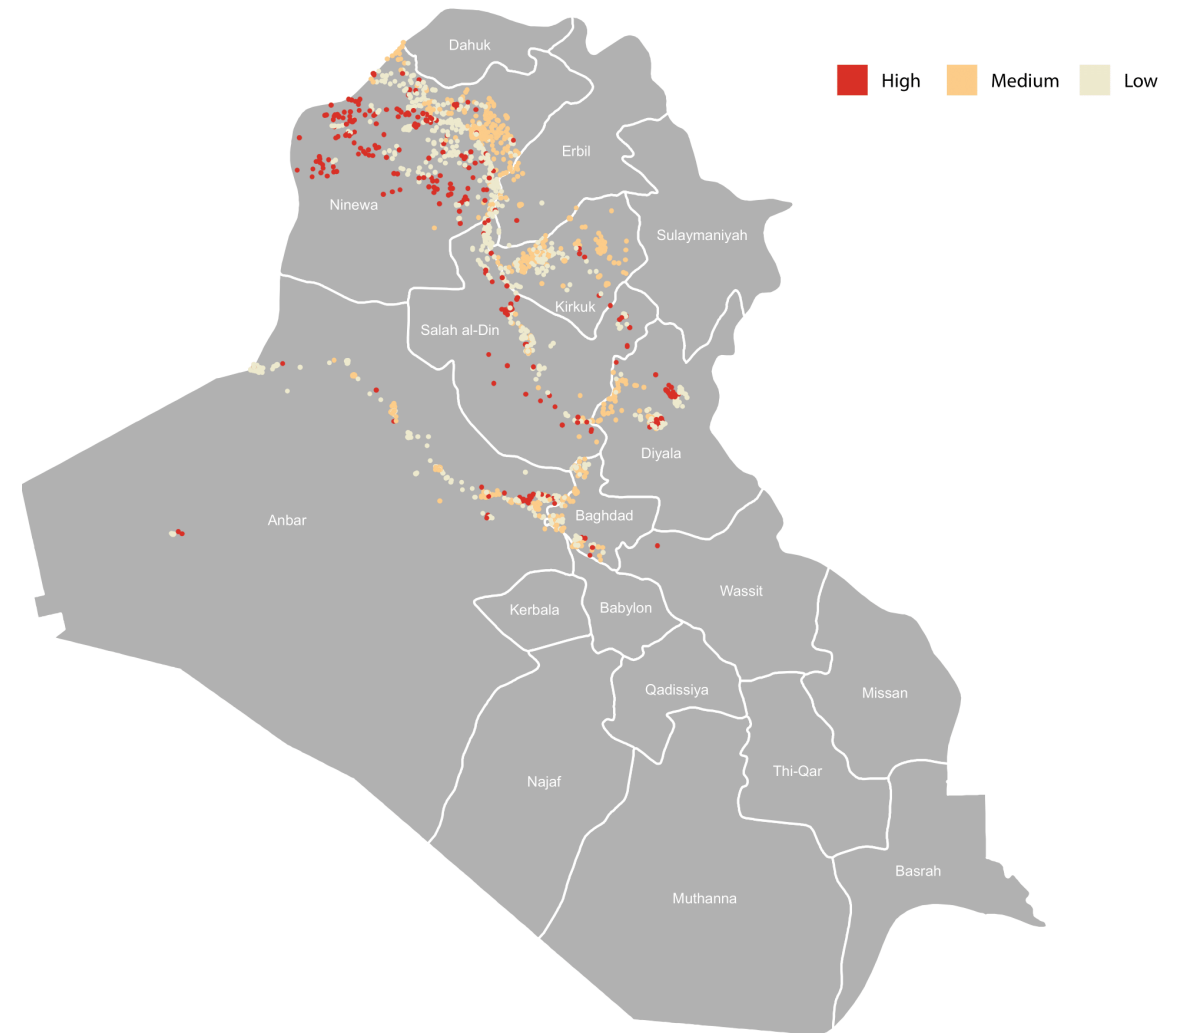 Dahuk
High Medium Low
Erbil
Ninewa
Sulaymaniyah
Kirkuk
Salah al-Din
Diyala
Baghdad
Anbar
Wassit
Kerbala
Babylon
Qadissiya
Missan
Thi-Qar
Najaf
Basrah
Muthanna